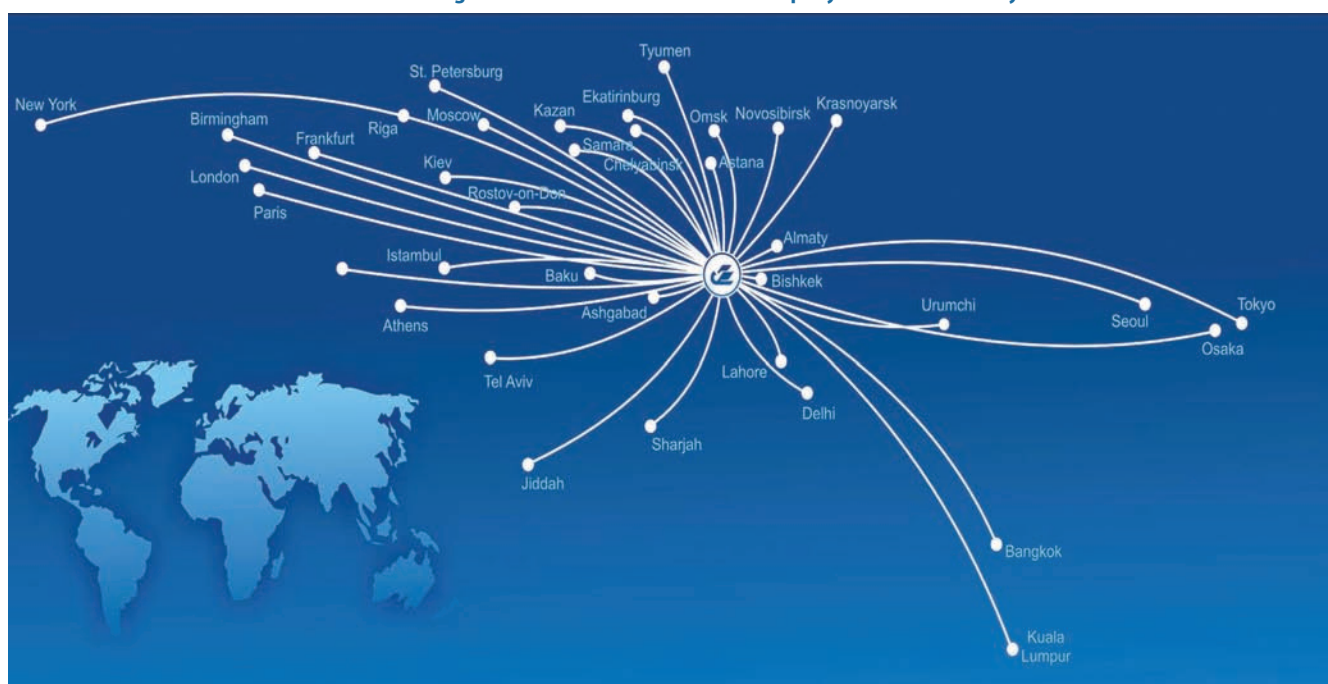 Tyumen
St. Petersburg
New York
Ekatirinburg
Krasnoyarsk
Kazan
Omsk
Novosibirsk
Birmingham
Riga
Moscow
Frankfurt
Samara
Kiev
Chelyabinsk
Astana
London
Rostov-on-Don
Paris
Almaty
Istambul
Baku
Bishkek
Urumchi
Tokyo
Ashgabad
Seoul
Athens
Osaka
Lahore
Tel Aviv
Delhi
Sharjah
Jiddah
Bangkok
Kuala
Lumpur